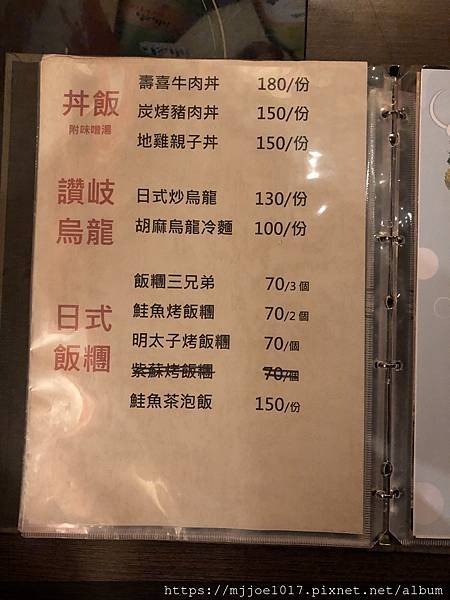 丼飯
附味噌湯
壽喜牛肉丼 180/份
炭烤豬肉丼 150/份
地雞親子丼 150/份
讚岐
烏龍
日式炒烏龍 130/份
胡麻烏龍冷麵 100/份
日式
飯糰
飯糰三兄弟 70/3個
鮭魚烤飯糰 70/2個
明太子烤飯糰 70/個
紫蘇烤飯糰 70/個
鮭魚茶泡飯 150/份
https://mjjoe1017.pixnet.net/album